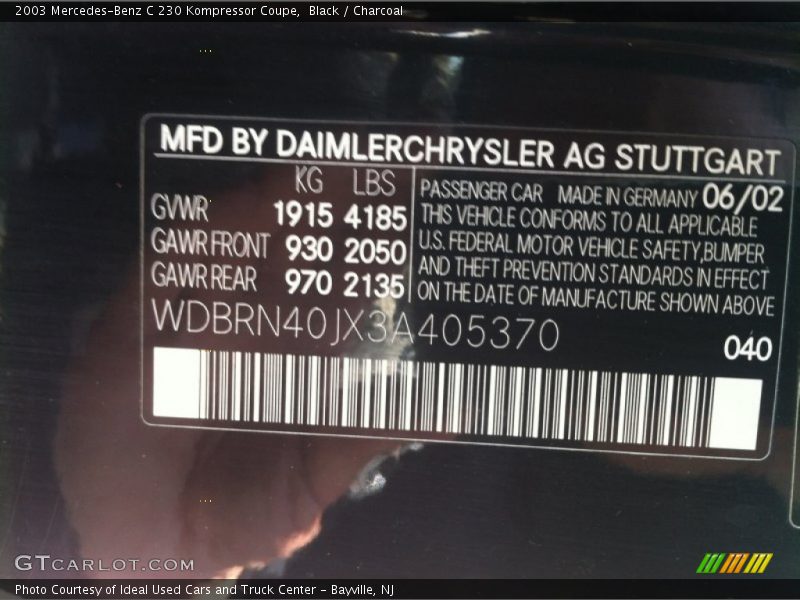 2003 Mercedes-Benz C 230 Kompressor Coupe,  Black / Charcoal
MFD BY DAIMLERCHRYSLER AG STUTTGART
KG LBS
GVWR 1915 4185
GAWR FRONT 930 2050
GAWR REAR 970 2135
PASSENGER CAR MADE IN GERMANY 06/02
THIS VEHICLE CONFORMS TO ALL APPLICABLE
U.S. FEDERAL MOTOR VEHICLE SAFETY,BUMPER
AND THEFT PREVENTION STANDARDS IN EFFECT
ON THE DATE OF MANUFACTURE SHOWN ABOVE
WDBRN40JX3A405370
040
GTCARLOT.COM
Photo Courtesy of Ideal Used Cars and Truck Center - Bayville, NJ